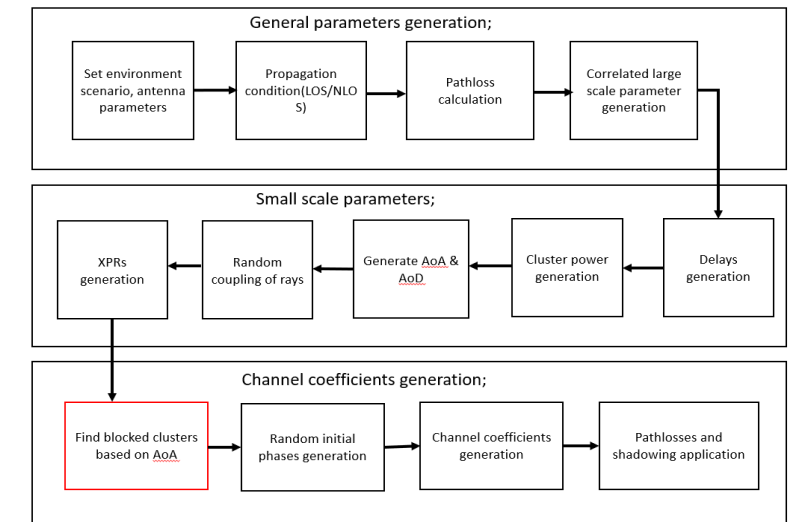 General parameters generation;
Set environment
scenario, antenna
parameters
Propagation
condition(LOS/NLO
S)
Pathloss
calculation
Correlated large
scale parameter
generation
Small scale parameters;
XPRs
generation
Random
coupling of rays
Generate AoA &
AoD
Cluster power
generation
Delays
generation
Channel coefficients generation;
Find blocked clusters
based on AoA
Random initial
phases generation
Channel coefficients
generation
Pathlosses and
shadowing application